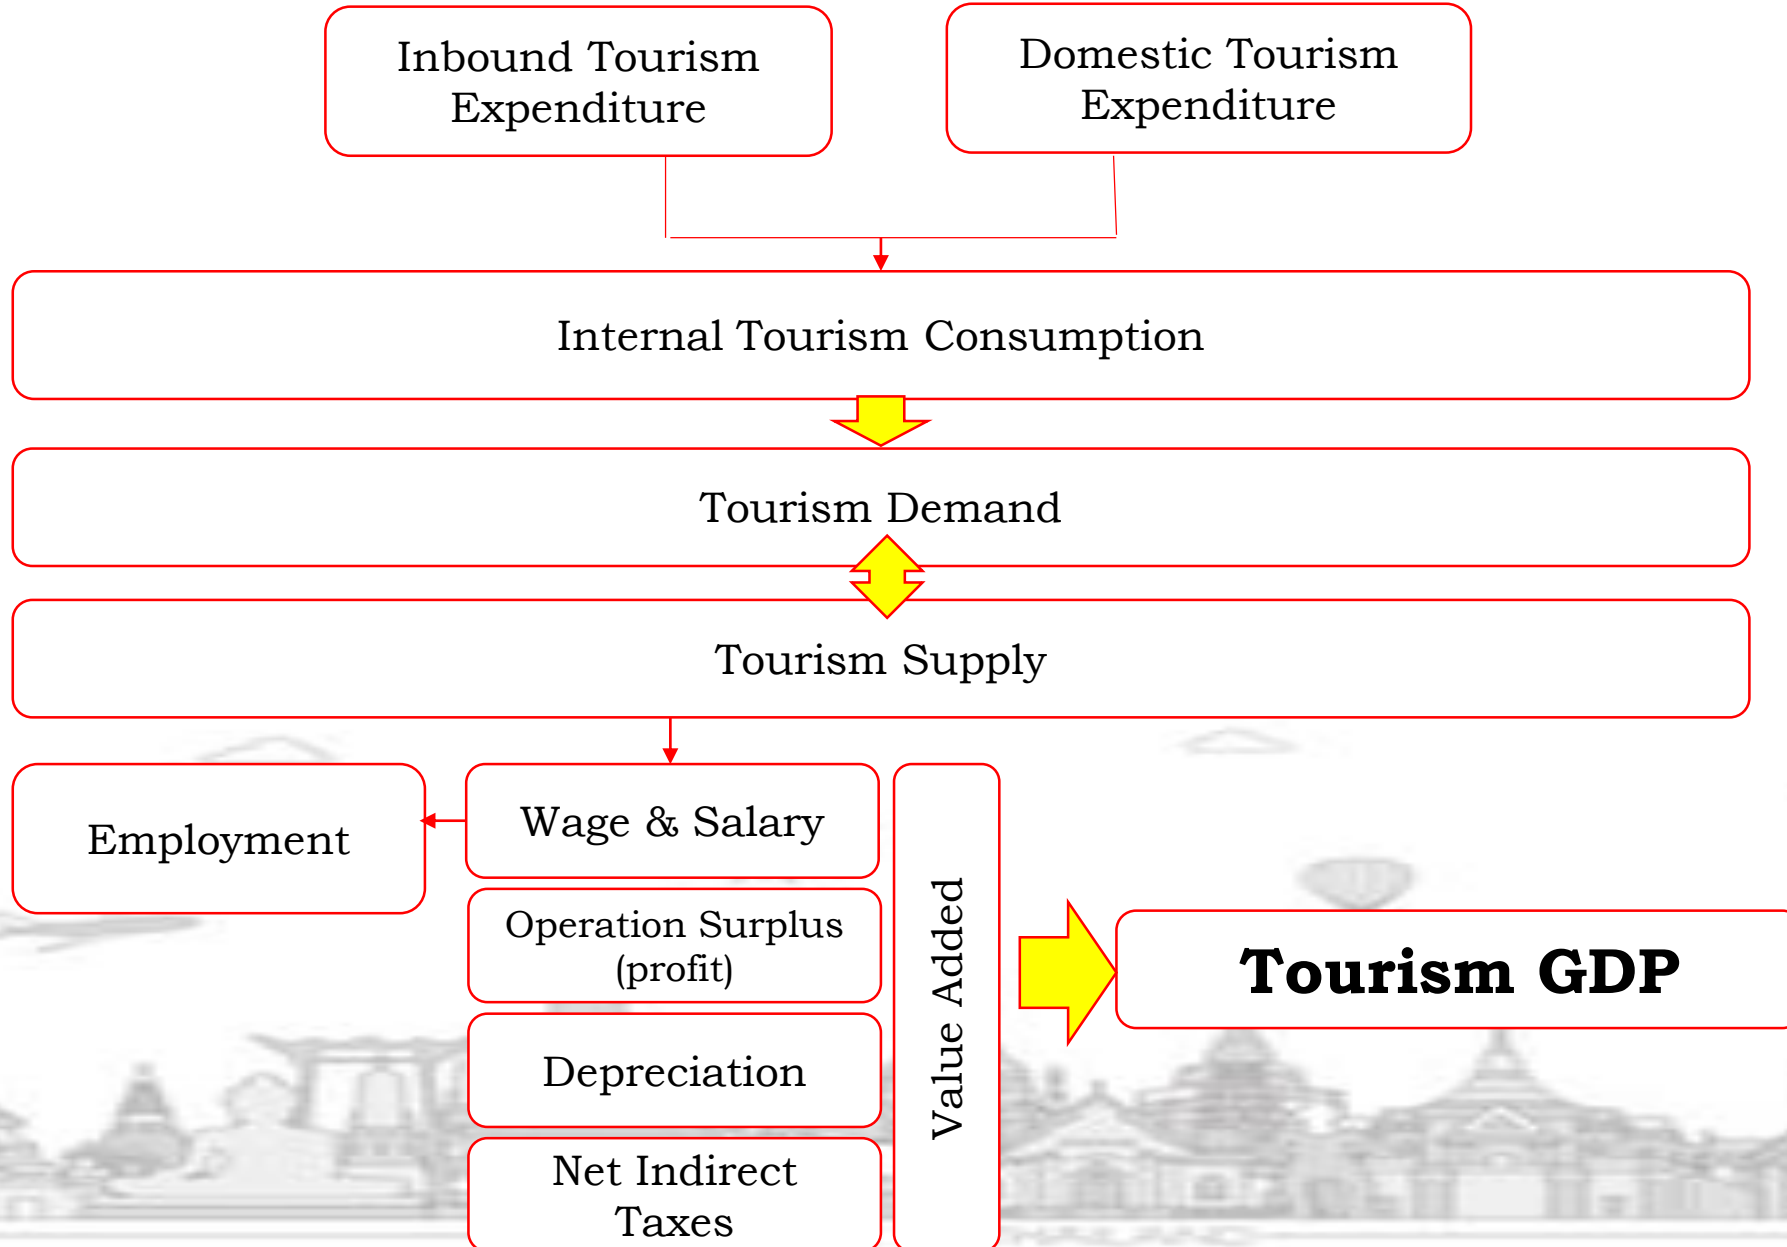 Inbound Tourism
Expenditure
Domestic Tourism
Expenditure
Internal Tourism Consumption
Tourism Demand
Tourism Supply
Employment
Wage & Salary
Operation Surplus
(profit)
Depreciation
Net Indirect
Taxes
Value Added
Tourism GDP